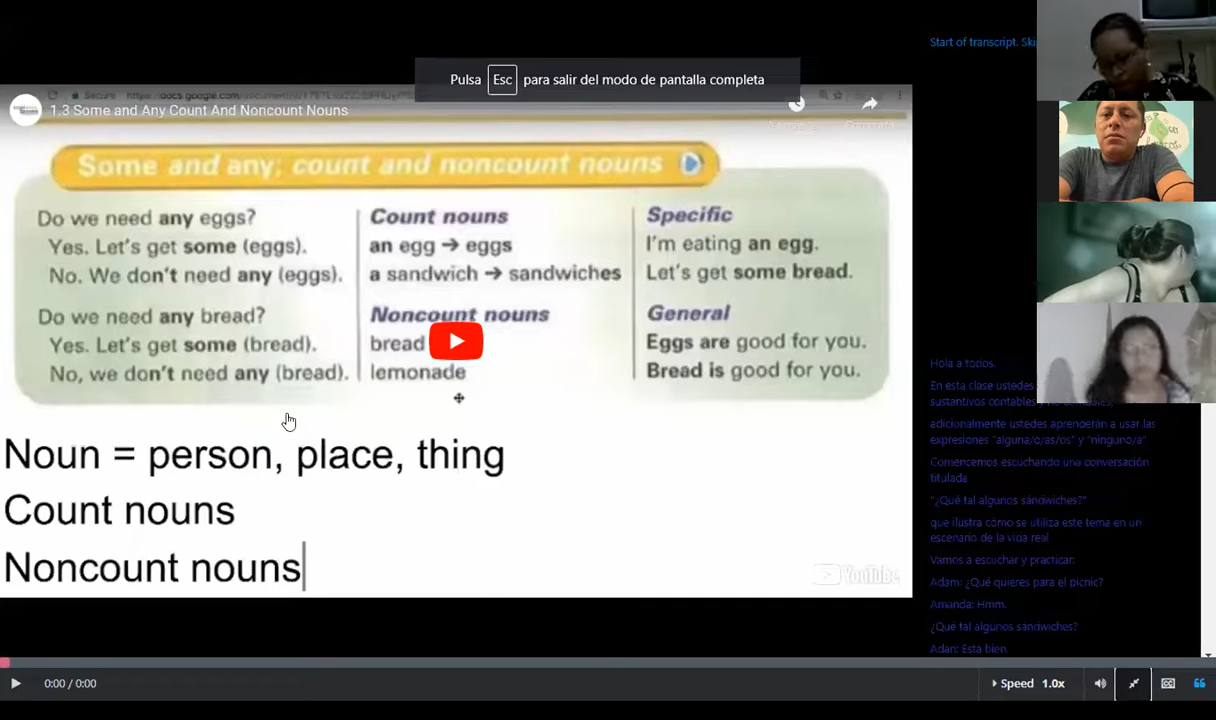 Start of transcript. Ski
Pulsa Esc para salir del modo de pantalla completa
1.3 Some and Any Count And Noncount Nouns
Some and any; count and noncount nouns
Do we need any eggs?
Yes. Let's get some (eggs).
No. We don't need any (eggs).
Do we need any bread?
Yes. Let's get some (bread).
No, we don't need any (bread).
Count nouns
an egg → eggs
a sandwich → sandwiches
Noncount nouns
bread
lemonade
Specific
I'm eating an egg.
Let's get some bread.
General
Eggs are good for you.
Bread is good for you.
Noun = person, place, thing
Count nouns
Noncount nouns
YouTube
Hola a todos.
En esta clase ustedes
sustantivos contables y no contables,
adicionalmente ustedes aprenderán a usar las
expresiones "alguna/o/as/os" y "ninguno/a"
Comencemos escuchando una conversación
titulada
"¿Qué tal algunos sándwiches?"
que ilustra cómo se utiliza este tema en un
escenario de la vida real
Vamos a escuchar y practicar:
Adam: ¿Qué quieres para el picnic?
Amanda: Hmm.
¿Qué tal algunos sándwiches?
Adan: Está bien.
0:00 / 0:00
Speed 1.0x